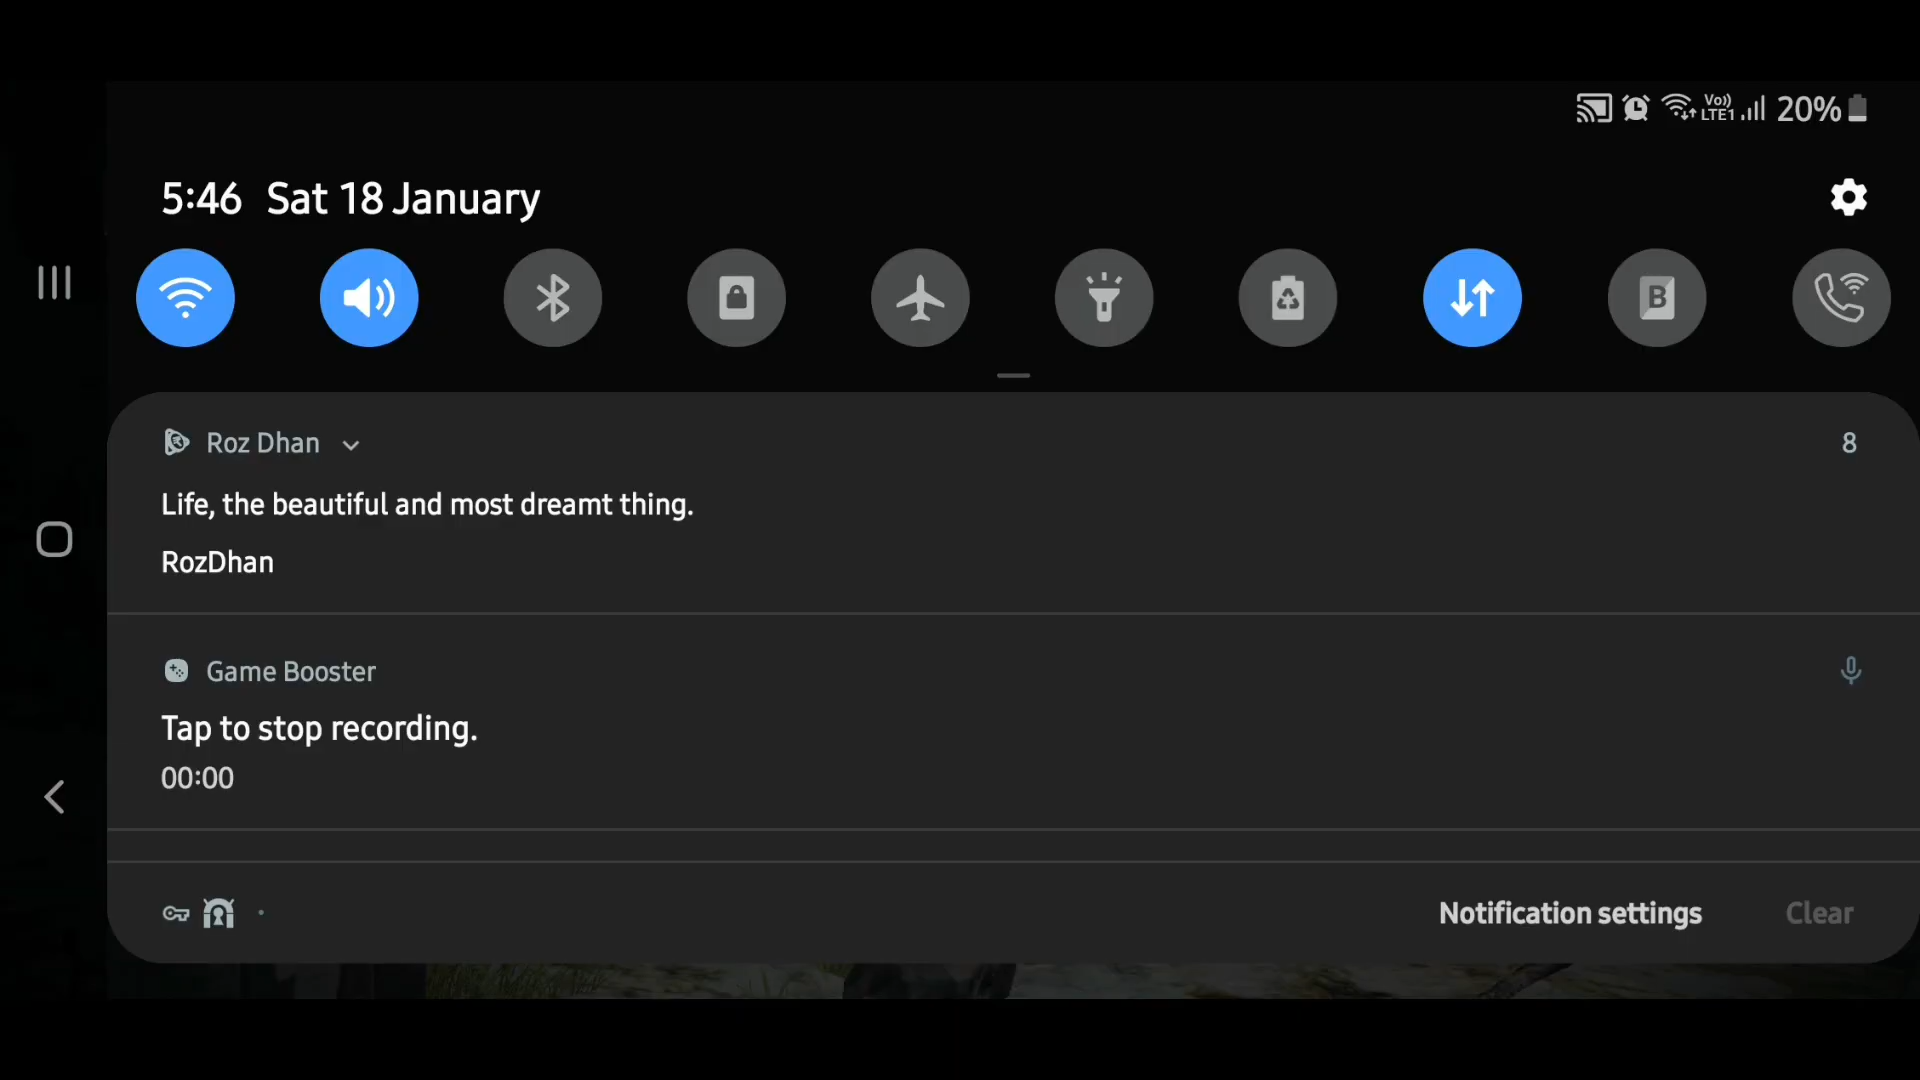 Vo)) LTE1 20%
5:46 Sat 18 January
B
Roz Dhan 8
Life, the beautiful and most dreamt thing.
RozDhan
Game Booster
Tap to stop recording.
00:00
Notification settings Clear